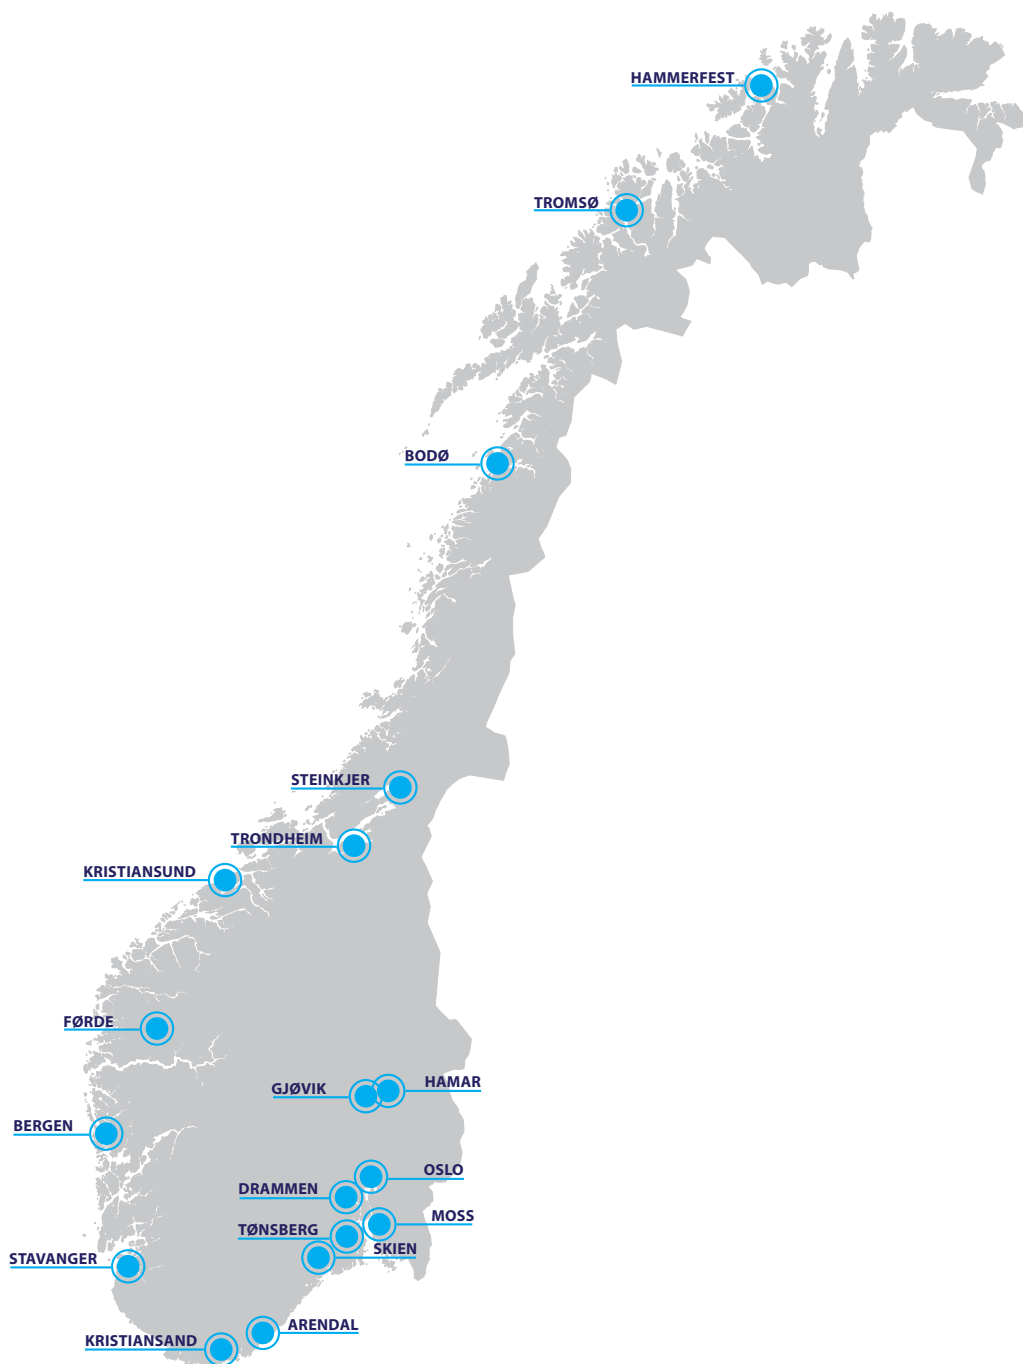 HAMMERFEST
TROMSØ
BODØ
STEINKJER
TRONDHEIM
KRISTIANSUND
FØRDE
GJØVIK
HAMAR
BERGEN
OSLO
DRAMMEN
MOSS
TØNSBERG
SKIEN
STAVANGER
ARENDAL
KRISTIANSAND